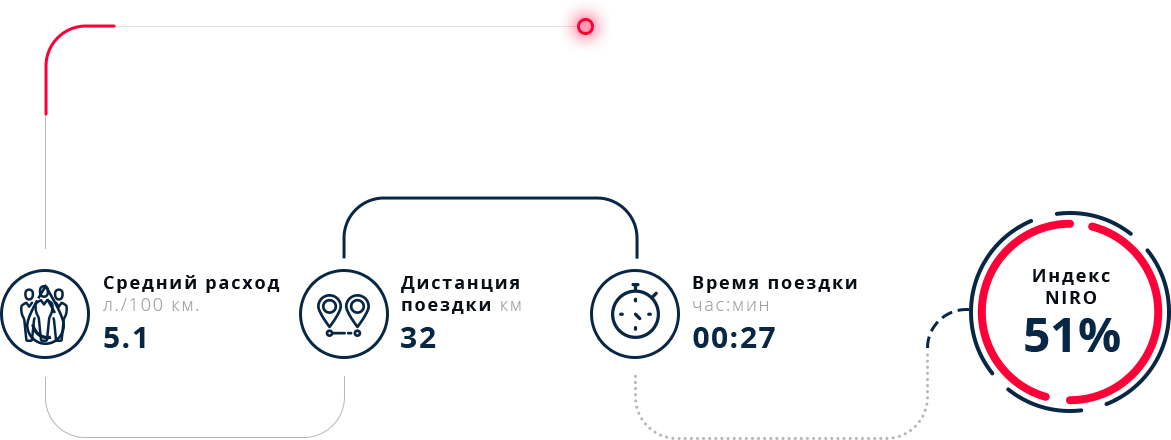 Средний расход
л./100 км.
5.1
Дистанция
поездки км
32
Время поездки
час:мин
00:27
Индекс
NIRO
51%